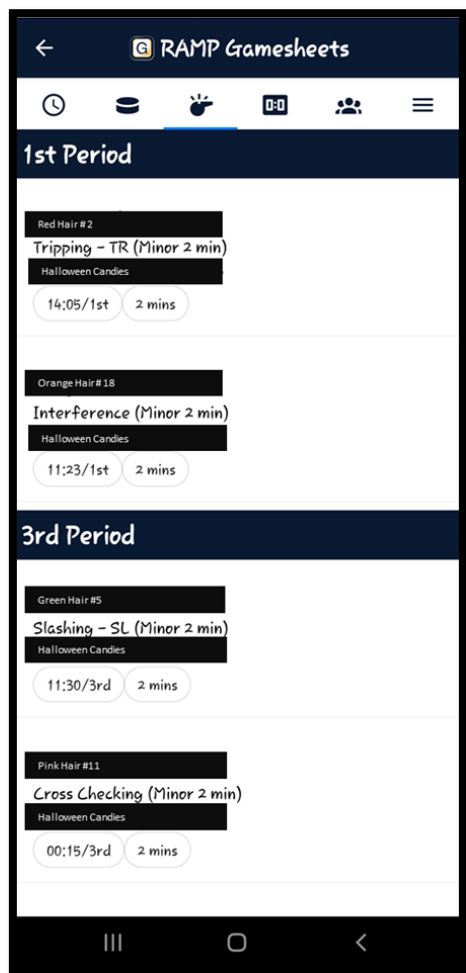 G RAMP Gamesheets
0:0
1st Period
Red Hair # 2
Tripping - TR (Minor 2 min)
Halloween Candies
14:05/1st 2 mins
Orange Hair# 18
Interference (Minor 2 min)
Halloween Candies
11:23/1st 2 mins
3rd Period
Green Hair #5
Slashing - SL (Minor 2 min)
Halloween Candies
11:30/3rd 2 mins
Pink Hair #11
Cross Checking (Minor 2 min)
Halloween Candies
00:15/3rd 2 mins